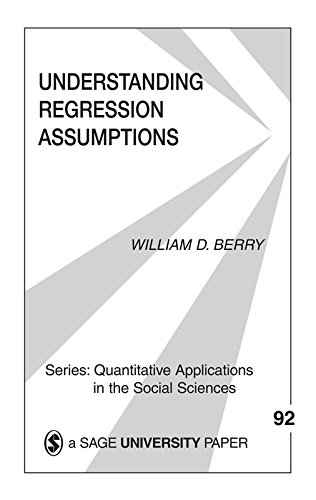 UNDERSTANDING
REGRESSION
ASSUMPTIONS
WILLIAM D. BERRY
Series: Quantitative Applications
in the Social Sciences
92
S a SAGE UNIVERSITY PAPER